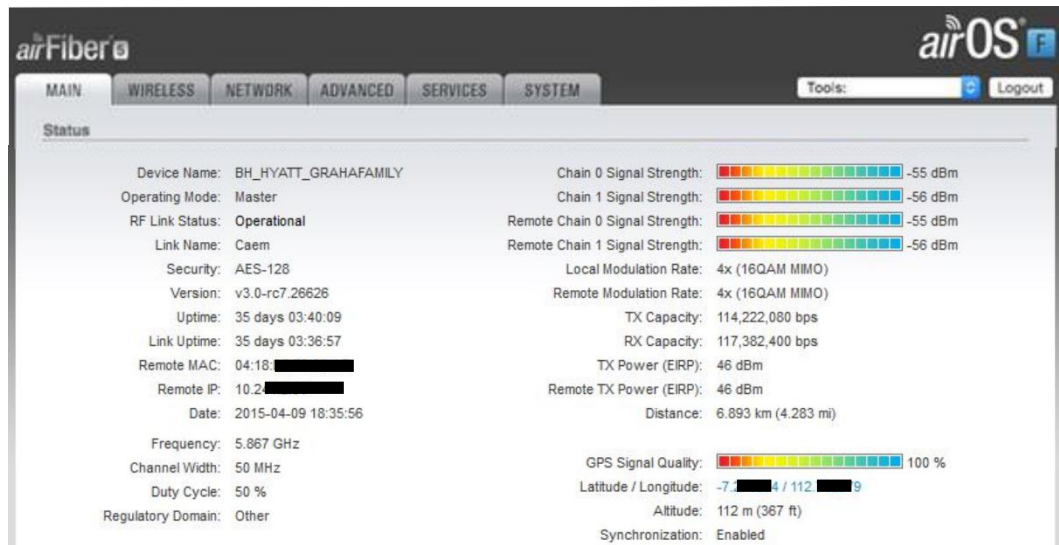 airFiber 5
airOS F
MAIN WIRELESS NETWORK ADVANCED SERVICES SYSTEM Tools: Logout
Status
Device Name: BH_HYATT_GRAHAFAMILY
Operating Mode: Master
RF Link Status: Operational
Link Name: Caem
Security: AES-128
Version: v3.0-rc7.26626
Uptime: 35 days 03:40:09
Link Uptime: 35 days 03:36:57
Remote MAC: 04:18:
Remote IP: 10.2
Date: 2015-04-09 18:35:56
Frequency: 5.867 GHz
Channel Width: 50 MHz
Duty Cycle: 50 %
Regulatory Domain: Other
Chain 0 Signal Strength: -55 dBm
Chain 1 Signal Strength: -56 dBm
Remote Chain 0 Signal Strength: -55 dBm
Remote Chain 1 Signal Strength: -56 dBm
Local Modulation Rate: 4x (16QAM MIMO)
Remote Modulation Rate: 4x (16QAM MIMO)
TX Capacity: 114,222,080 bps
RX Capacity: 117,382,400 bps
TX Power (EIRP): 46 dBm
Remote TX Power (EIRP): 46 dBm
Distance: 6.893 km (4.283 mi)
GPS Signal Quality: 100 %
Latitude / Longitude: -7. 4 / 112. 9
Altitude: 112 m (367 ft)
Synchronization: Enabled